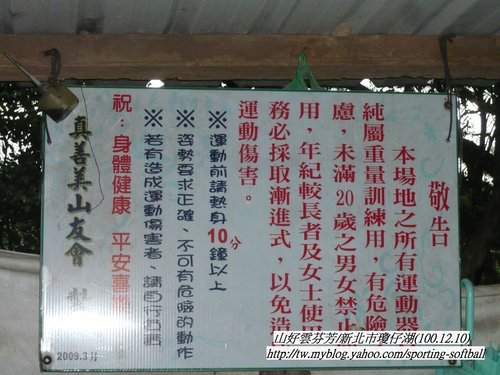 敬告
本場地之所有運動器
純屬重量訓練用，有危險
慮，未滿20歲之男女禁止
用，年紀較長者及女士使用
務必採取漸進式，以免造
運動傷害。
※ 運動前請熱身10分鐘以上
※ 姿勢要求正確、不可有危險的動作
※ 若有造成運動傷害者、請自行負責
祝：身體健康 平安喜樂
真善美山友會 製
2009.3月
山好雲芬芳/新北市瓊仔湖(100.12.10)
http://tw.myblog.yahoo.com/sporting-softball